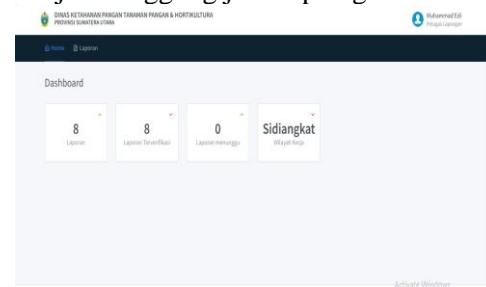 DINAS KETAHANAN PANGAN TANAMAN PANGAN & HORTIKULTURA
PROVINSI SUMATERA UTARA
Muhammad Edi
Petugas Lapangan
Home
Laporan
Dashboard
8
Laporan
8
Laporan Terverifikasi
0
Laporan menunggu
Sidiangkat
Wilayah Kerja
Activate Windows